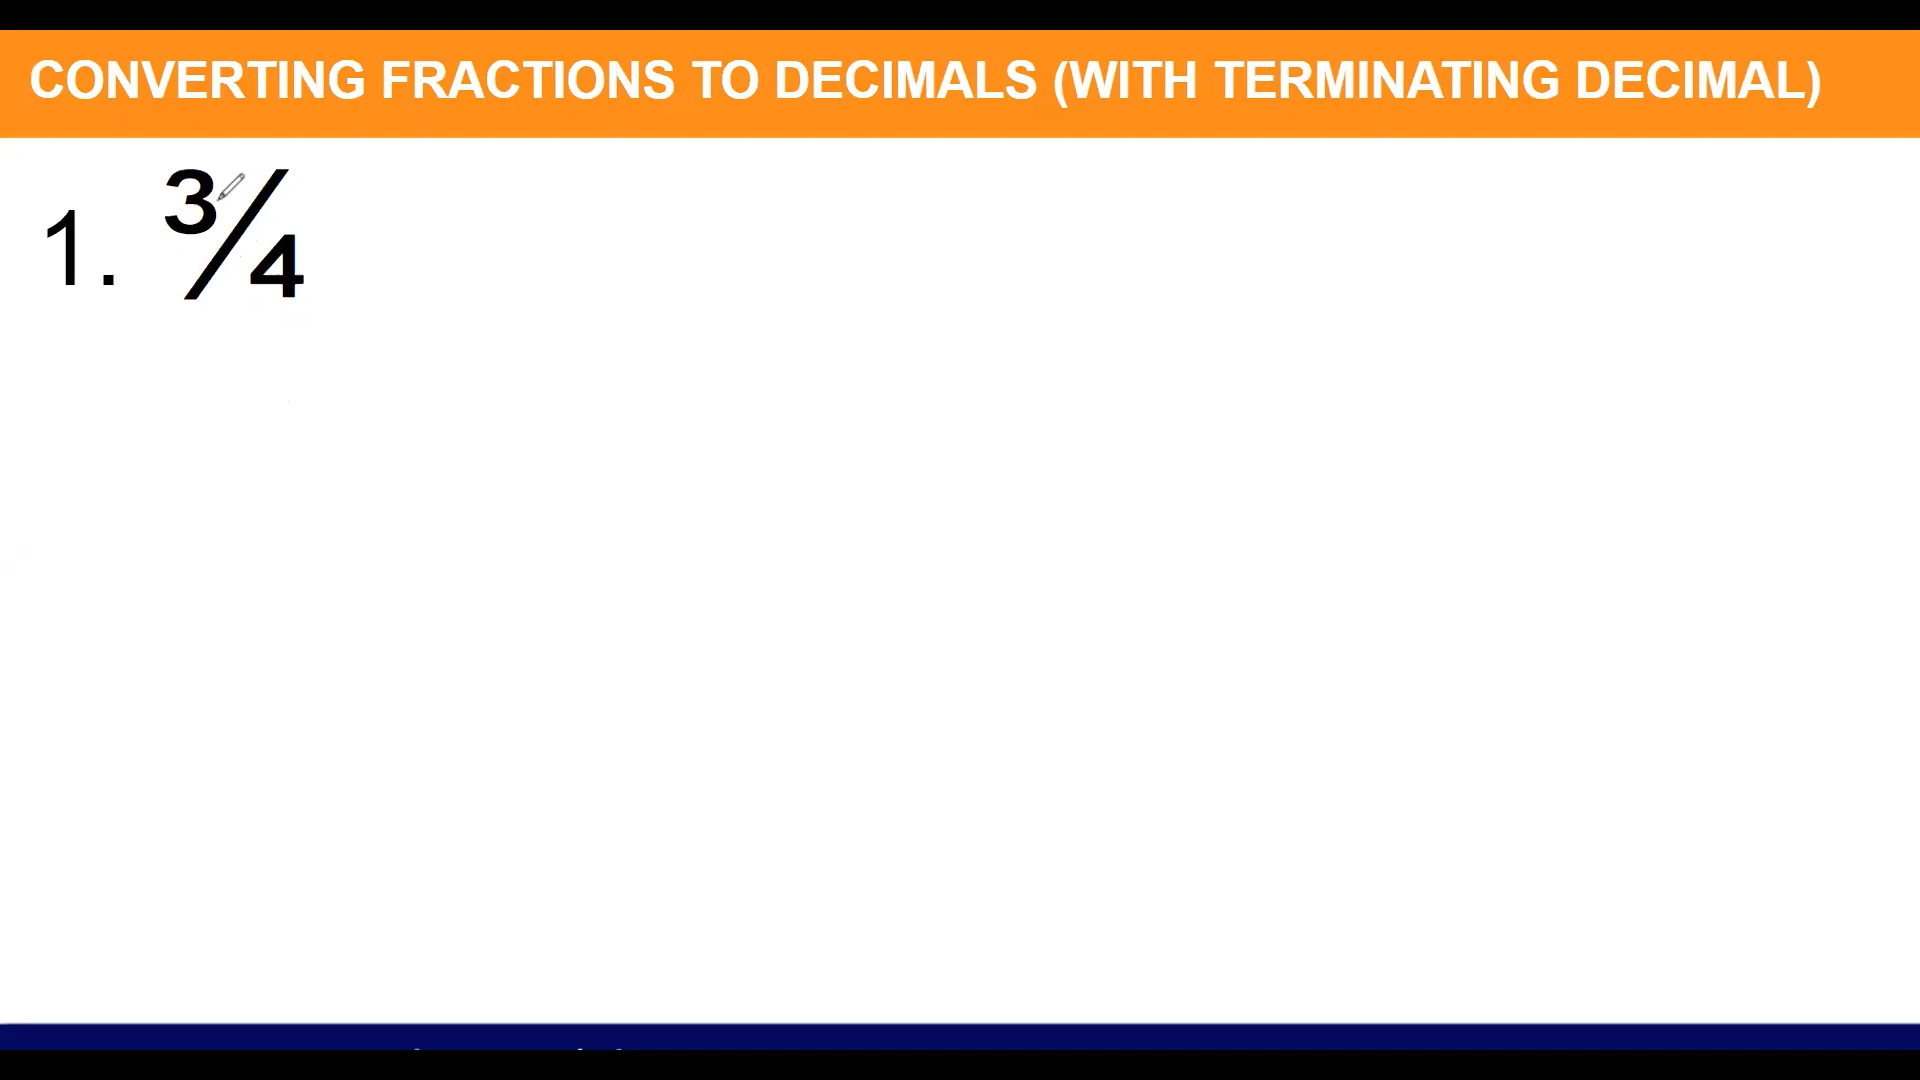 CONVERTING FRACTIONS TO DECIMALS (WITH TERMINATING DECIMAL)
1. ¾